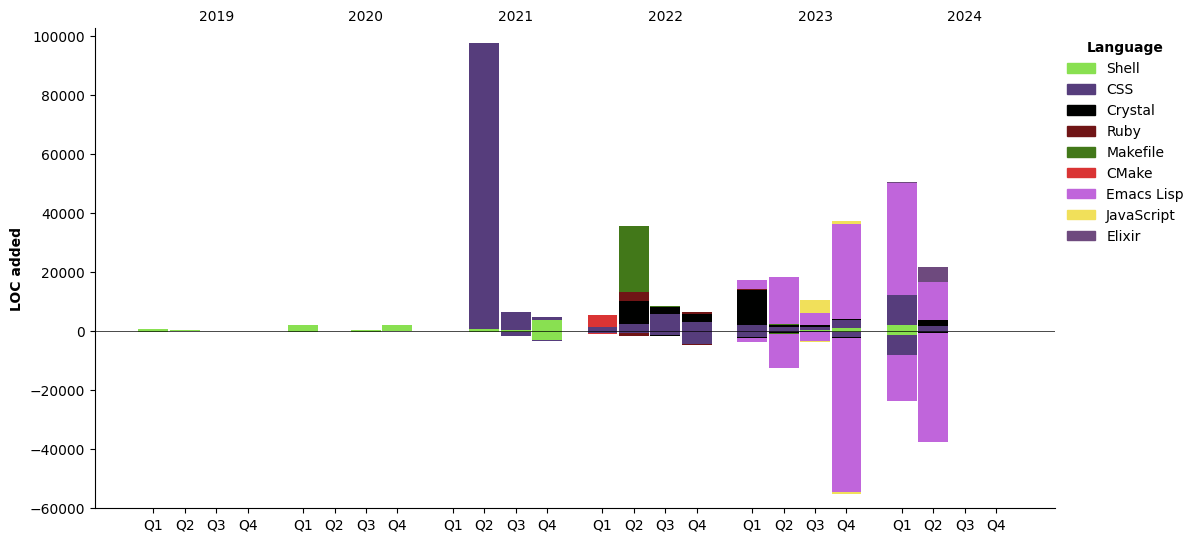 2019 2020 2021 2022 2023 2024
100000
80000
60000
40000
20000
0
−20000
−40000
−60000
LOC added
Q1 Q2 Q3 Q4 Q1 Q2 Q3 Q4 Q1 Q2 Q3 Q4 Q1 Q2 Q3 Q4 Q1 Q2 Q3 Q4 Q1 Q2 Q3 Q4
Language
Shell
CSS
Crystal
Ruby
Makefile
CMake
Emacs Lisp
JavaScript
Elixir